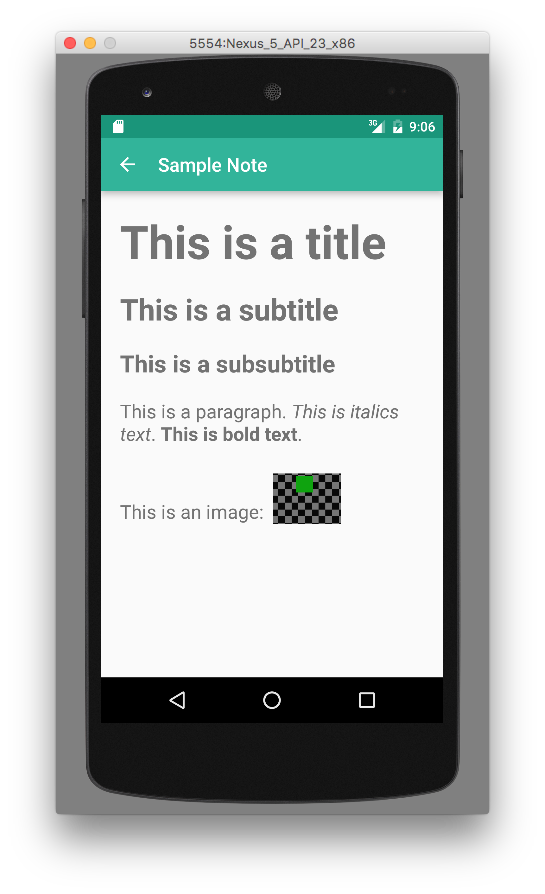 5554:Nexus_5_API_23_x86
3G 9:06
Sample Note
This is a title
This is a subtitle
This is a subsubtitle
This is a paragraph. This is italics
text. This is bold text.
This is an image: